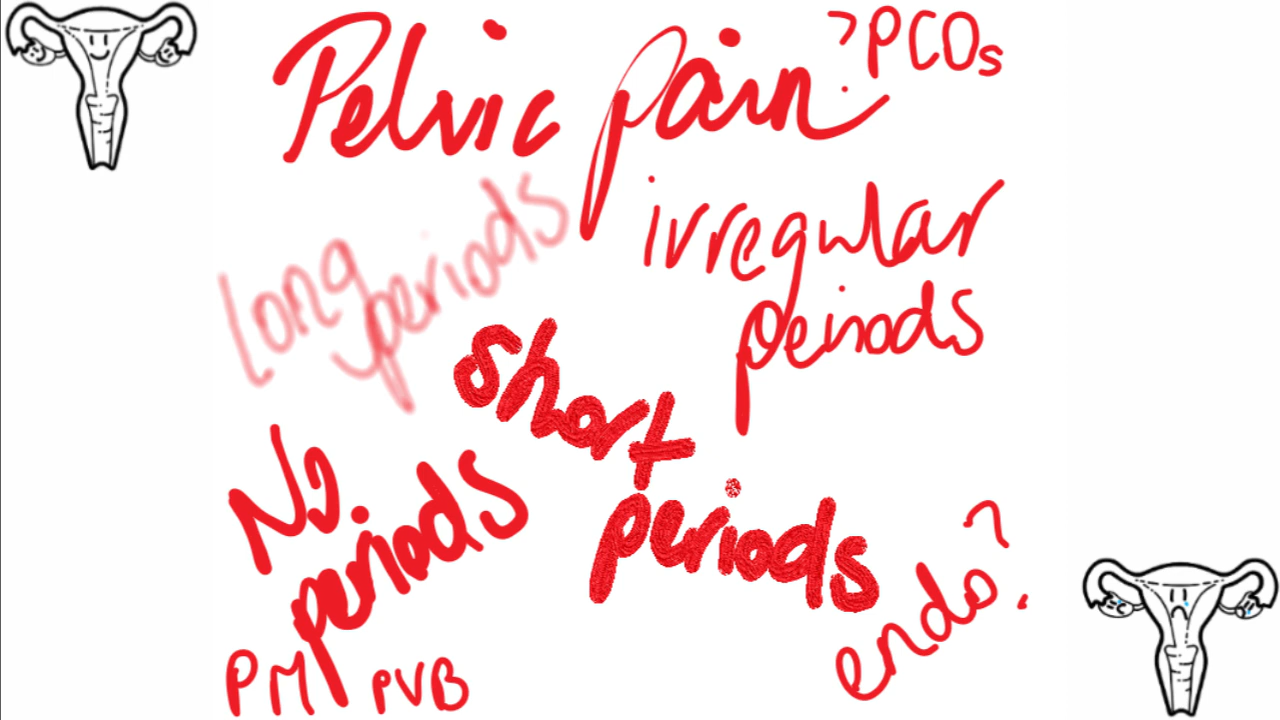 Pelvic pain
?PCOs
Long
periods
irregular
periods
short
periods
No.
periods
endo?
PM PVB